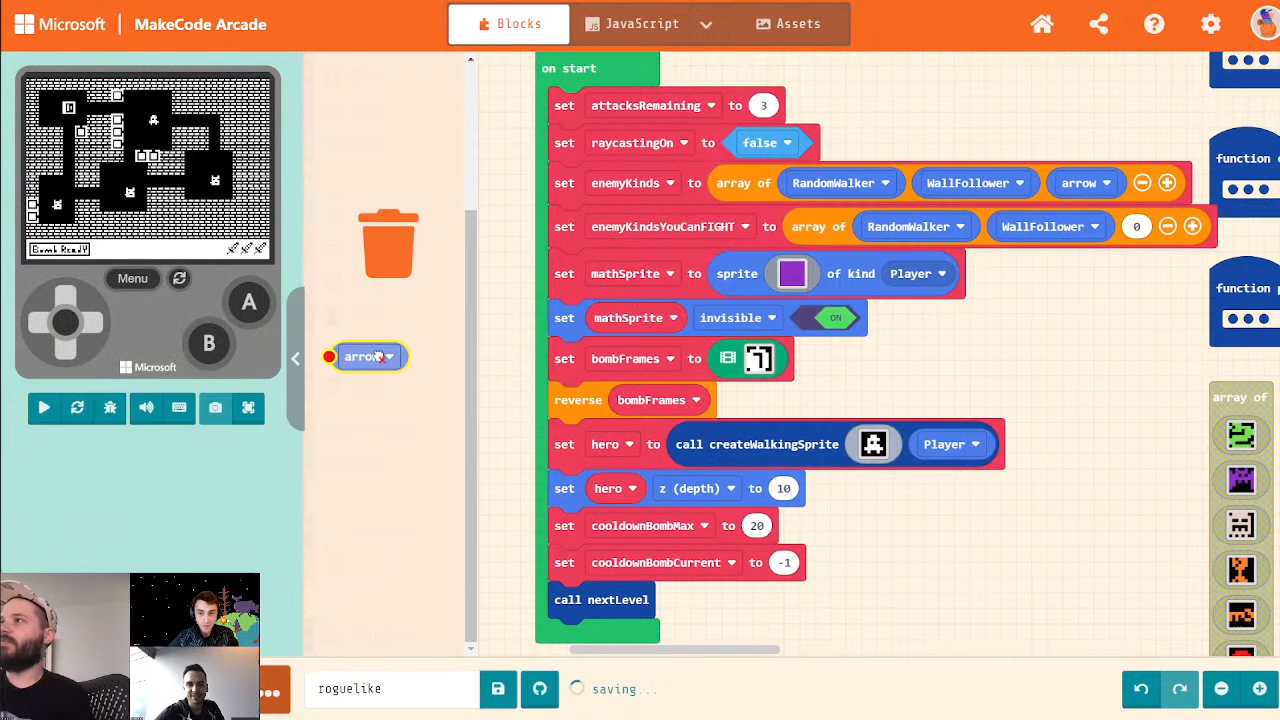 Microsoft MakeCode Arcade
Blocks
JavaScript
Assets
Bomb Ready
Menu
A
B
Microsoft
arrow
on start
set attacksRemaining to 3
set raycastingOn to false
set enemyKinds to array of RandomWalker WallFollower arrow
set enemyKindsYouCanFIGHT to array of RandomWalker WallFollower 0
set mathSprite to sprite of kind Player
set mathSprite invisible ON
set bombFrames to
reverse bombFrames
set hero to call createWalkingSprite Player
set hero z (depth) to 10
set cooldownBombMax to 20
set cooldownBombCurrent to -1
call nextLevel
function
function
array of
roguelike
saving...